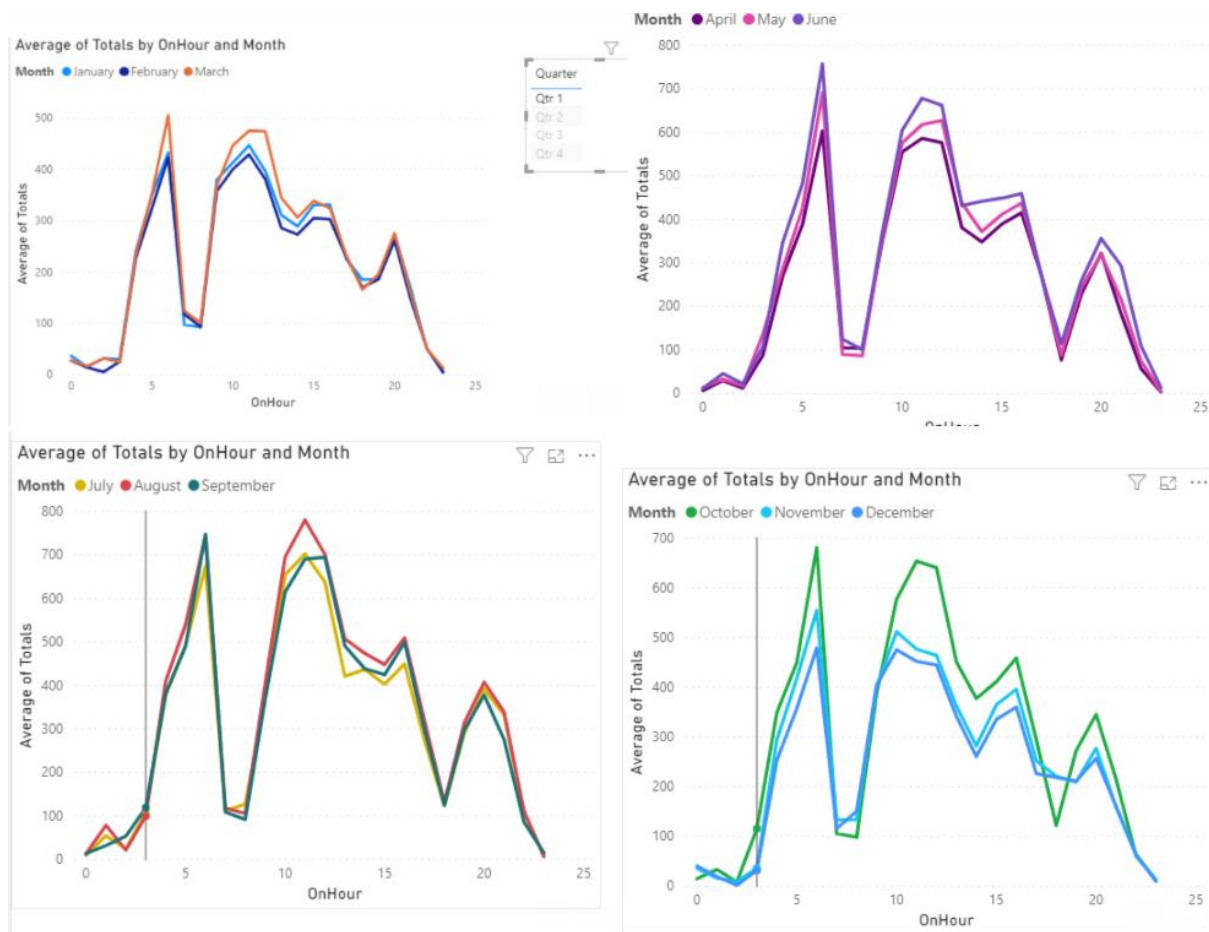 Average of Totals by OnHour and Month
Month January February March
500
400
300
200
100
0
Average of Totals
0 5 10 15 20 25
OnHour
Quarter
Qtr 1
Qtr 2
Qtr 3
Qtr 4
Month April May June
800
700
600
500
400
300
200
100
0
Average of Totals
0 5 10 15 20 25
OnHour
Average of Totals by OnHour and Month
Month July August September
800
700
600
500
400
300
200
100
0
Average of Totals
0 5 10 15 20 25
OnHour
Average of Totals by OnHour and Month
Month October November December
700
600
500
400
300
200
100
0
Average of Totals
0 5 10 15 20 25
OnHour